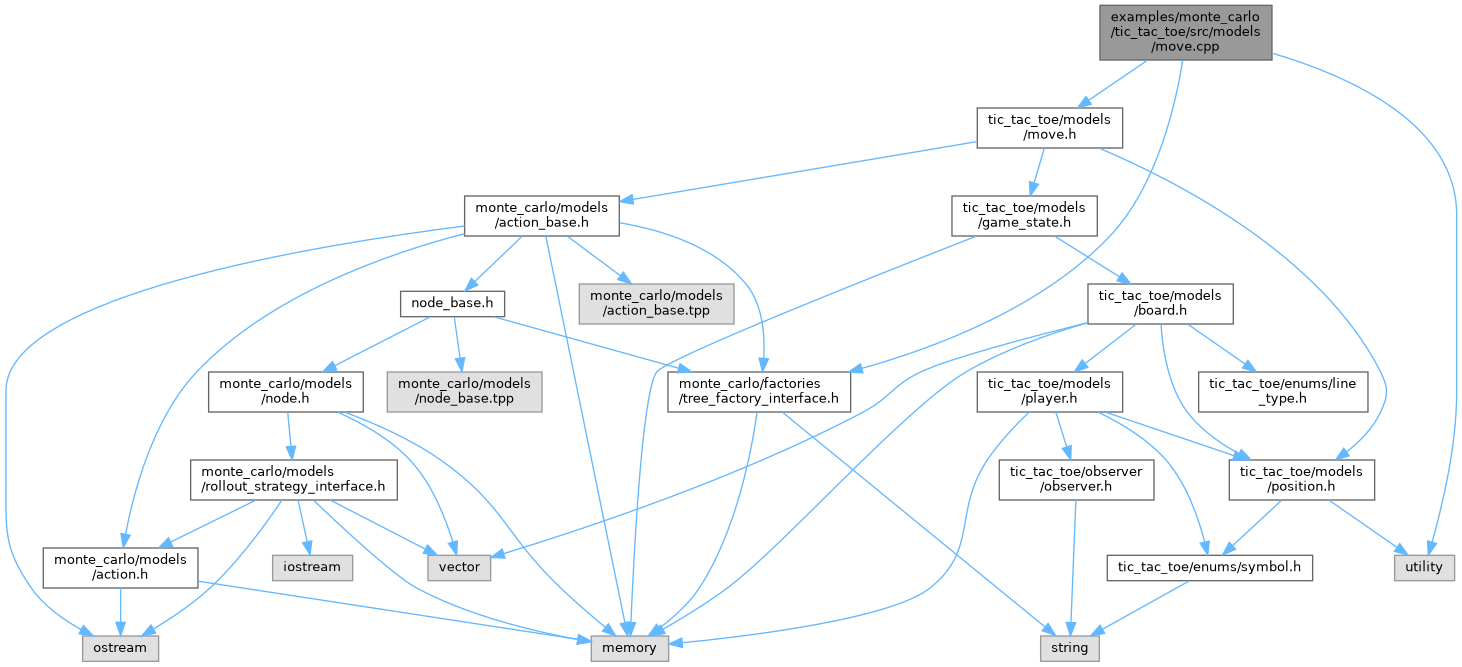 examples/monte_carlo
/tic_tac_toe/src/models
/move.cpp
tic_tac_toe/models
/move.h
monte_carlo/models
/action_base.h
tic_tac_toe/models
/game_state.h
node_base.h
monte_carlo/models
/action_base.tpp
tic_tac_toe/models
/board.h
monte_carlo/models
/node.h
monte_carlo/models
/node_base.tpp
monte_carlo/factories
/tree_factory_interface.h
tic_tac_toe/models
/player.h
tic_tac_toe/enums/line
_type.h
monte_carlo/models
/rollout_strategy_interface.h
tic_tac_toe/observer
/observer.h
tic_tac_toe/models
/position.h
monte_carlo/models
/action.h
iostream
vector
tic_tac_toe/enums/symbol.h
utility
ostream
memory
string